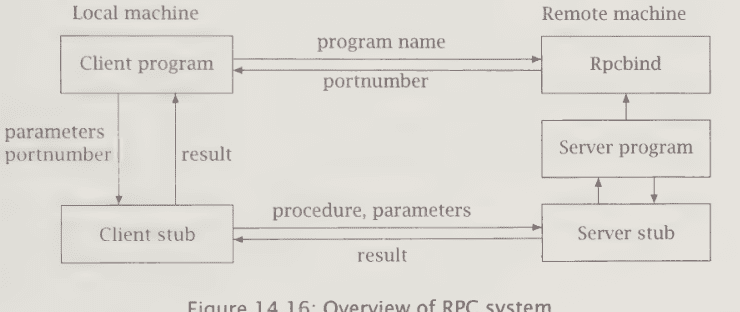 Local machine
Remote machine
Client program
program name
portnumber
Rpcbind
parameters
portnumber
result
Server program
Client stub
procedure, parameters
result
Server stub
Figure 14.16: Overview of RPC system